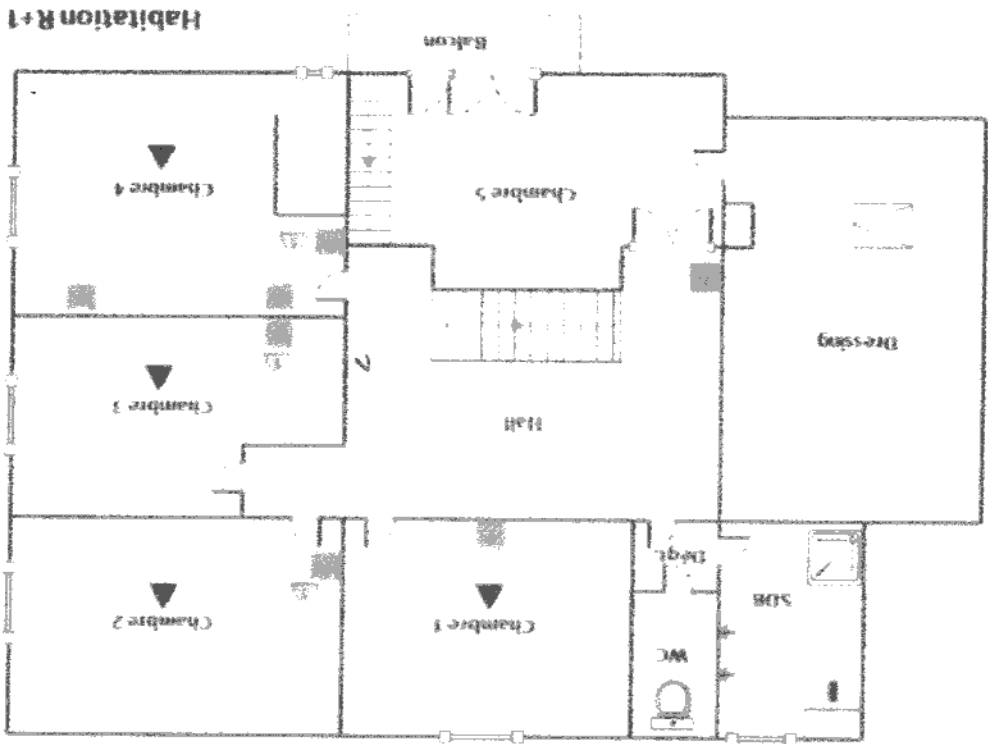 Habitation R+1
Balcon
Chambre 4
Chambre 5
Dressing
Chambre 3
Hall
Dégt.
SDB
Chambre 2
Chambre 1
WC